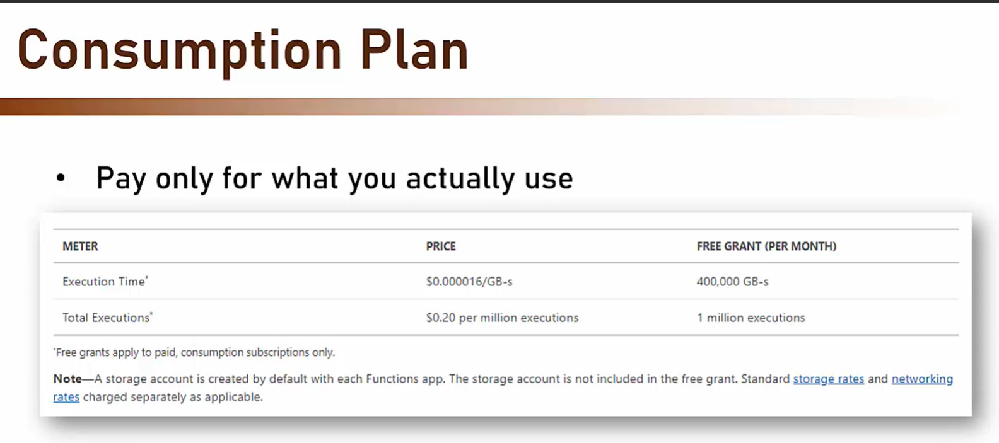 Consumption Plan
• Pay only for what you actually use
METER PRICE FREE GRANT (PER MONTH)
Execution Time* $0.000016/GB-s 400,000 GB-s
Total Executions* $0.20 per million executions 1 million executions
*Free grants apply to paid, consumption subscriptions only.
Note—A storage account is created by default with each Functions app. The storage account is not included in the free grant. Standard storage rates and networking
rates charged separately as applicable.